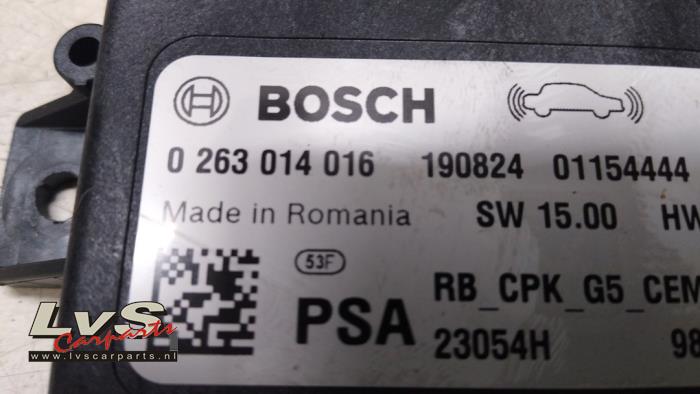 BOSCH
0 263 014 016 190824 01154444
Made in Romania SW 15.00 HW
53F
PSA
RB_CPK_G5_CEM
23054H 98
LvS
Carparts
www.lvscarparts.nl